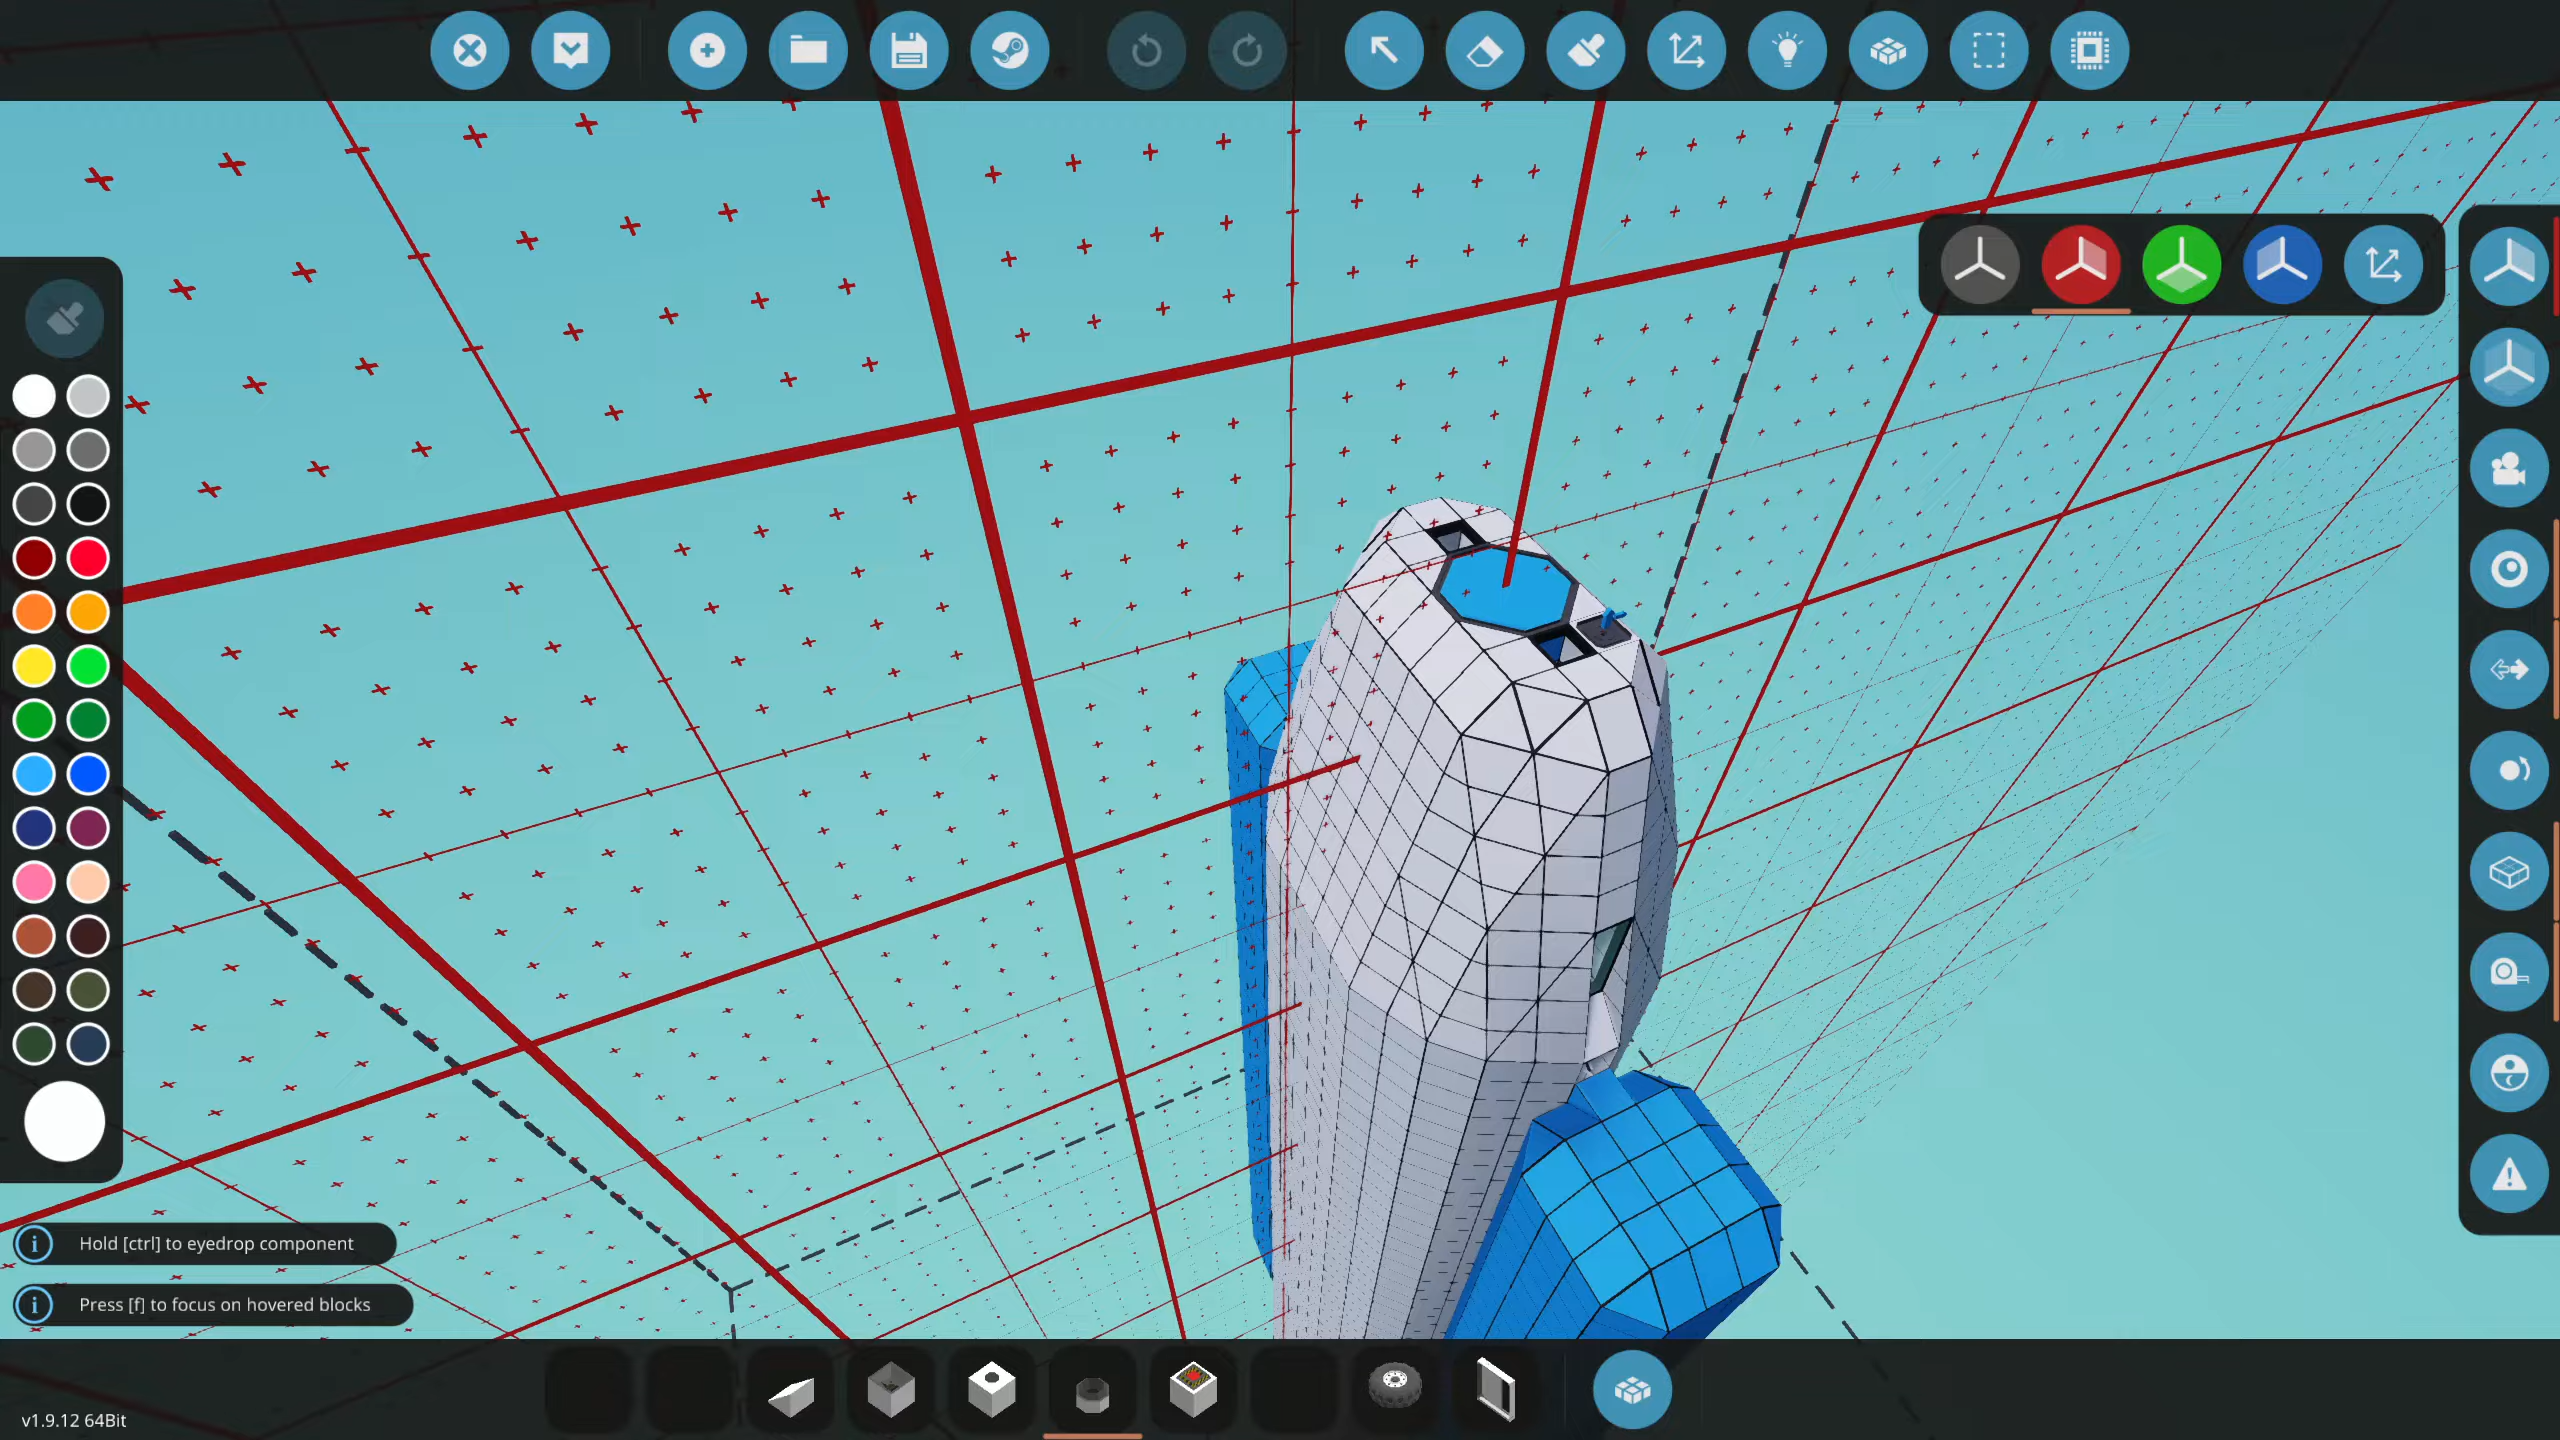 Hold [ctrl] to eyedrop component
Press [f] to focus on hovered blocks
v1.9.12 64Bit